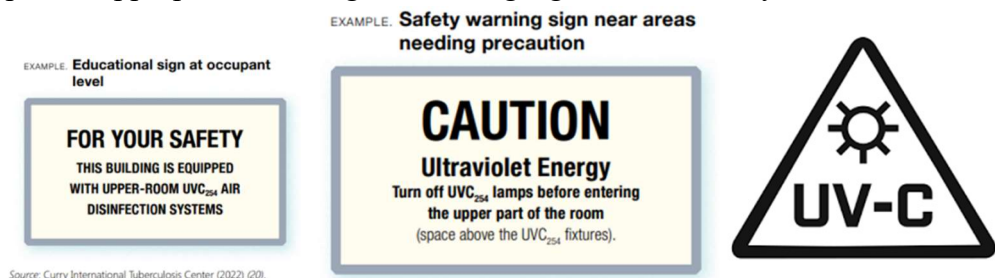 EXAMPLE. Educational sign at occupant
level
FOR YOUR SAFETY
THIS BUILDING IS EQUIPPED
WITH UPPER-ROOM UVC254 AIR
DISINFECTION SYSTEMS
Source: Curry International Tuberculosis Center (2022) (20).
EXAMPLE. Safety warning sign near areas
needing precaution
CAUTION
Ultraviolet Energy
Turn off UVC254 lamps before entering
the upper part of the room
(space above the UVC254 fixtures).
UV-C